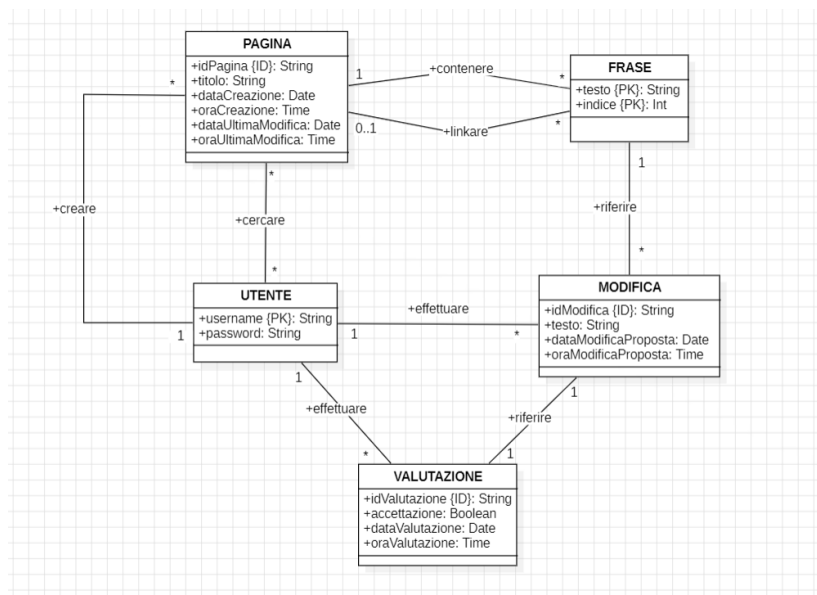 PAGINA
+idPagina {ID}: String
+titolo: String
+dataCreazione: Date
+oraCreazione: Time
+dataUltimaModifica: Date
+oraUltimaModifica: Time
*
1
+contenere
*
0..1
+linkare
*
FRASE
+testo {PK}: String
+indice {PK}: Int
1
+riferire
*
+creare
*
+cercare
*
UTENTE
+username {PK}: String
+password: String
1
1
+effettuare
*
MODIFICA
+idModifica {ID}: String
+testo: String
+dataModificaProposta: Date
+oraModificaProposta: Time
1
+effettuare
*
1
+riferire
1
VALUTAZIONE
+idValutazione {ID}: String
+accettazione: Boolean
+dataValutazione: Date
+oraValutazione: Time